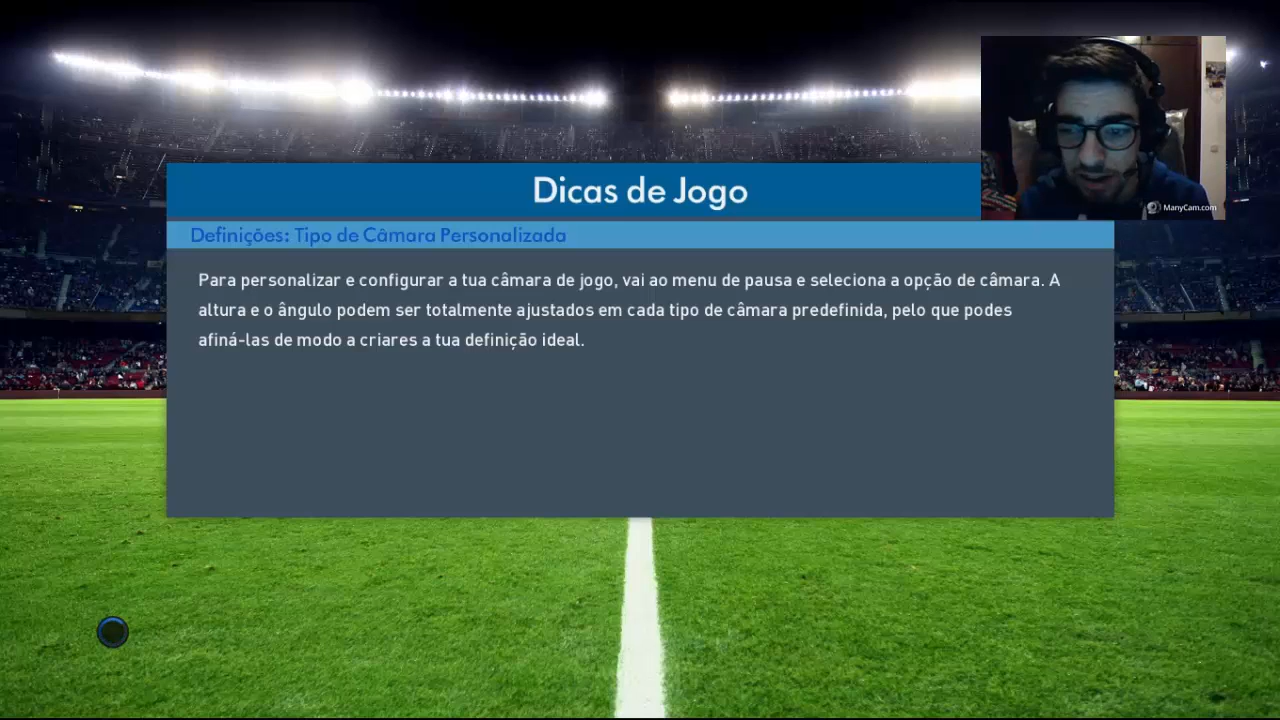 Dicas de Jogo
ManyCam.com
Definições: Tipo de Câmara Personalizada
Para personalizar e configurar a tua câmara de jogo, vai ao menu de pausa e seleciona a opção de câmara. A
altura e o ângulo podem ser totalmente ajustados em cada tipo de câmara predefinida, pelo que podes
afiná-las de modo a criares a tua definição ideal.